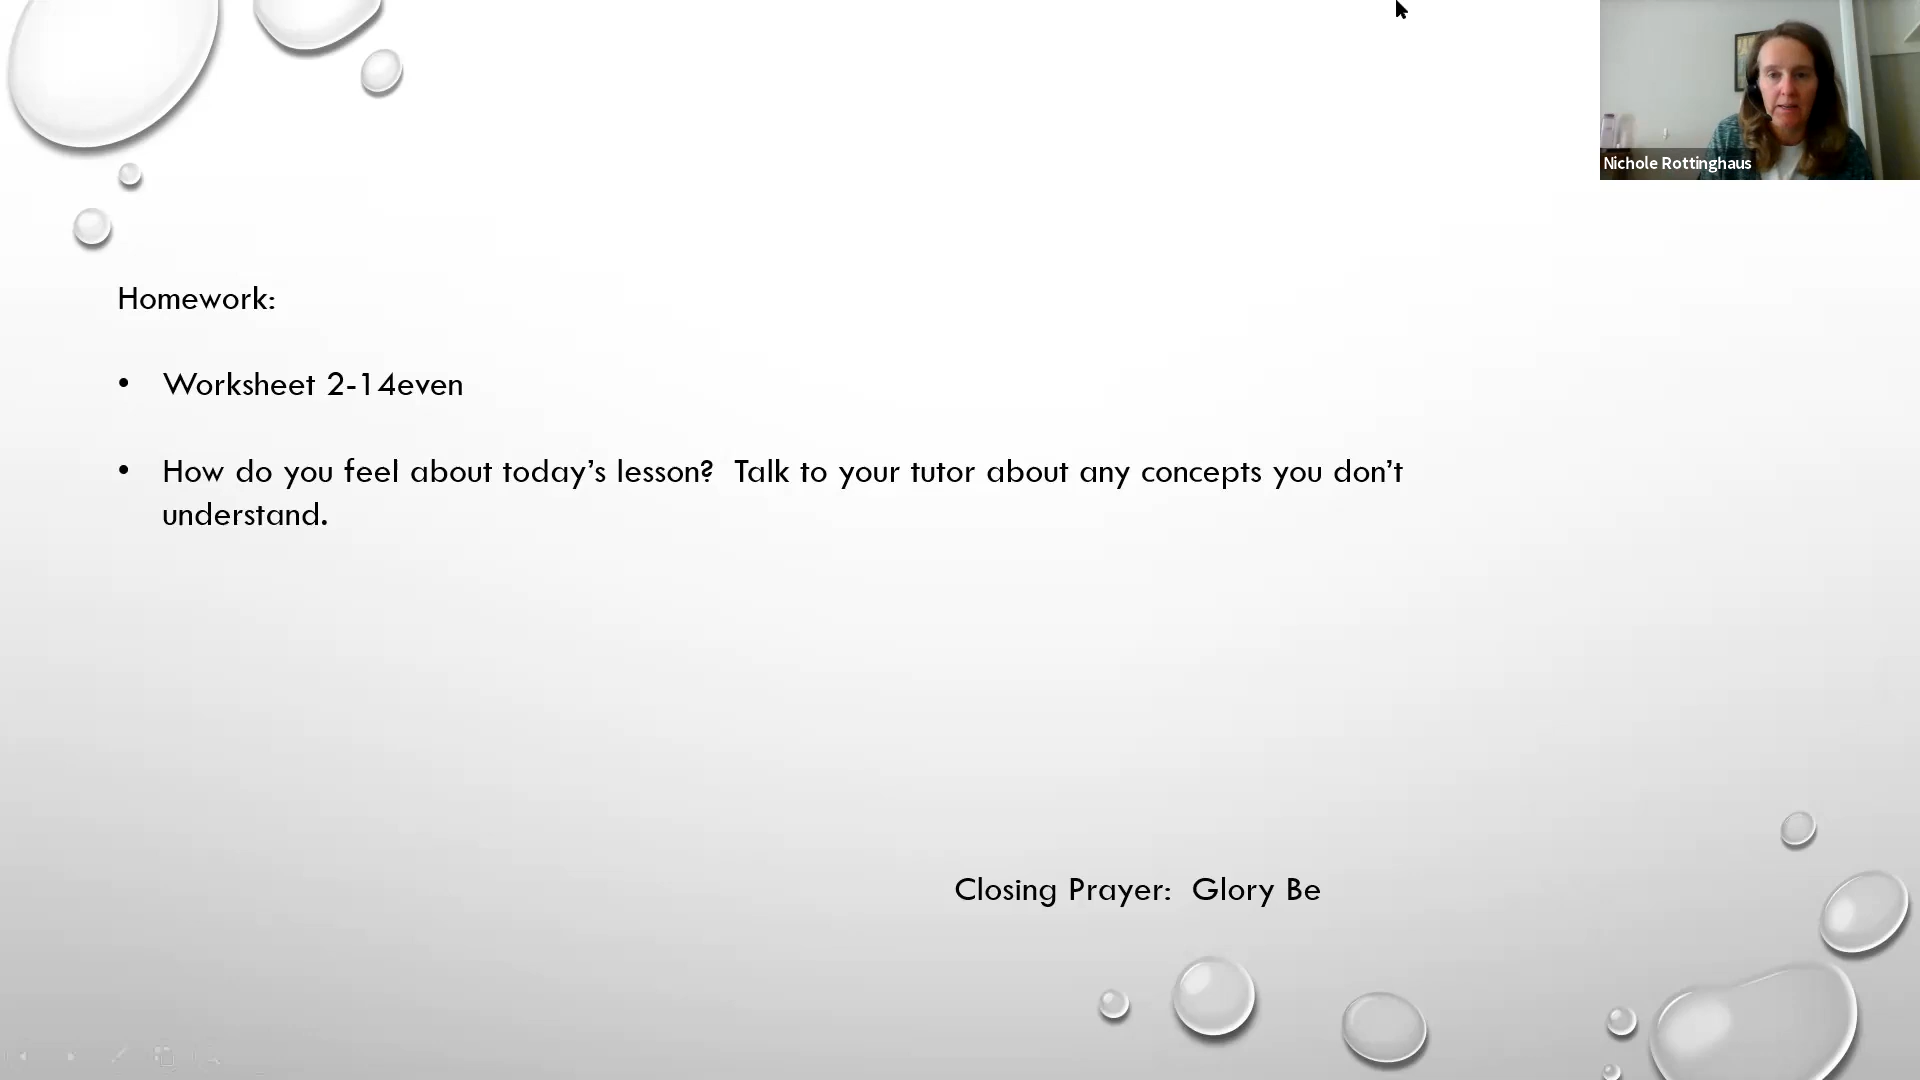 Nichole Rottinghaus
Homework:
• Worksheet 2-14even
• How do you feel about today’s lesson?  Talk to your tutor about any concepts you don’t
understand.
Closing Prayer:  Glory Be